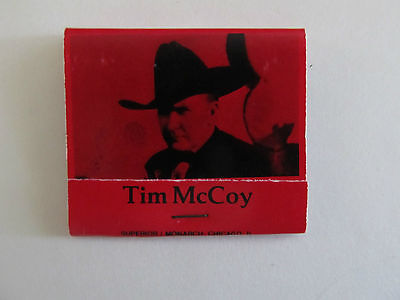 Tim McCoy
SUPERIOR / MONARCH, CHICAGO, IL